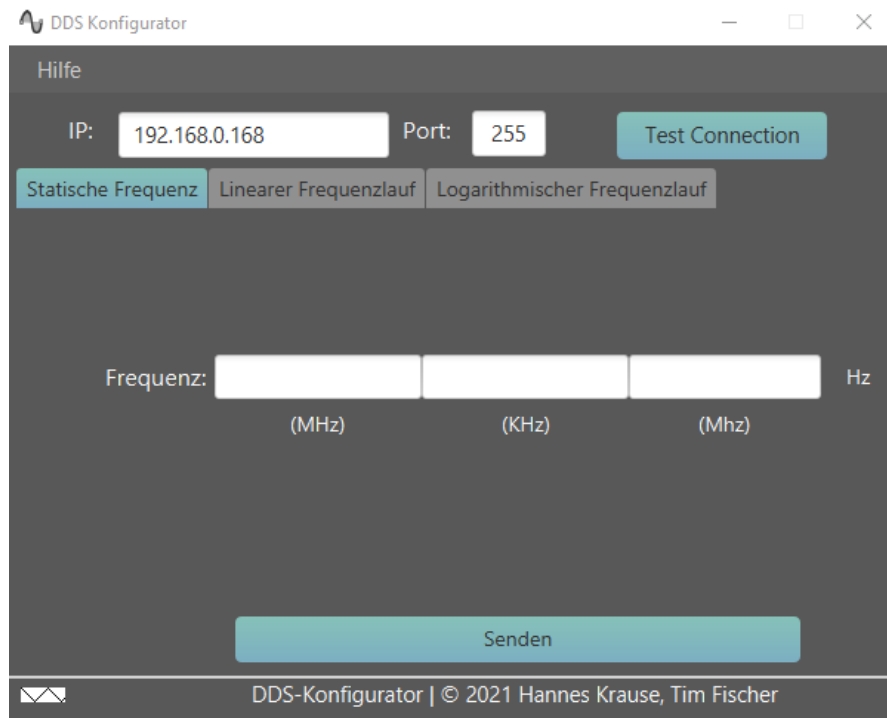 DDS Konfigurator
Hilfe
IP: 192.168.0.168 Port: 255 Test Connection
Statische Frequenz Linearer Frequenzlauf Logarithmischer Frequenzlauf
Frequenz: Hz
(MHz) (KHz) (Mhz)
Senden
DDS-Konfigurator | © 2021 Hannes Krause, Tim Fischer